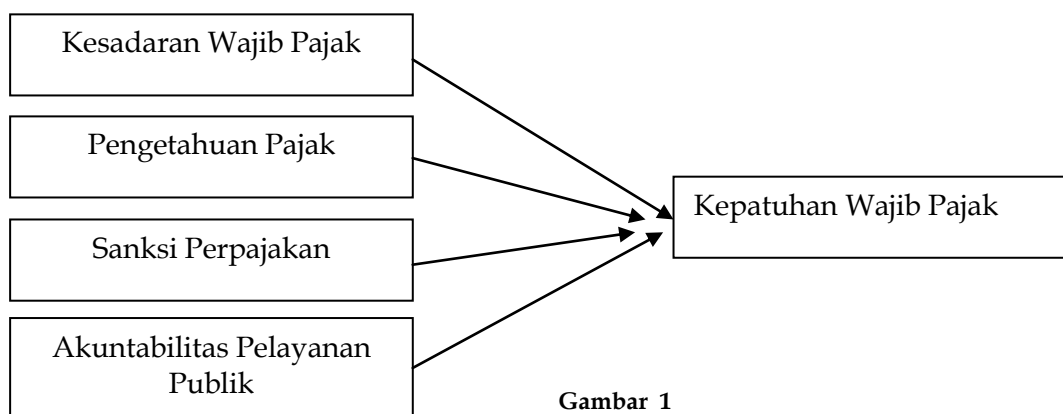 Kesadaran Wajib Pajak
Pengetahuan Pajak
Sanksi Perpajakan
Akuntabilitas Pelayanan
Publik
Kepatuhan Wajib Pajak
Gambar 1